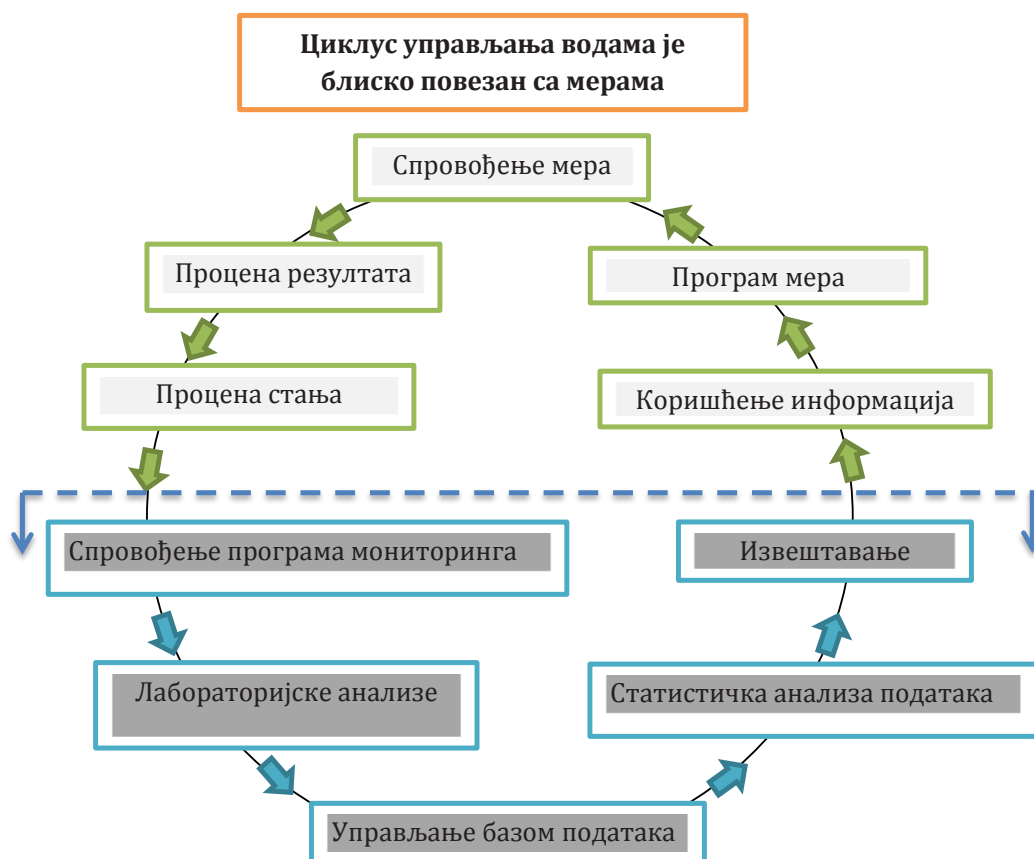 Циклус управљања водама је
блиско повезан са мерама
Спровођење мера
Процена резултата
Програм мера
Процена стања
Коришћење информација
Спровођење програма мониторинга
Извештавање
Лабораторијске анализе
Статистичка анализа података
Управљање базом података